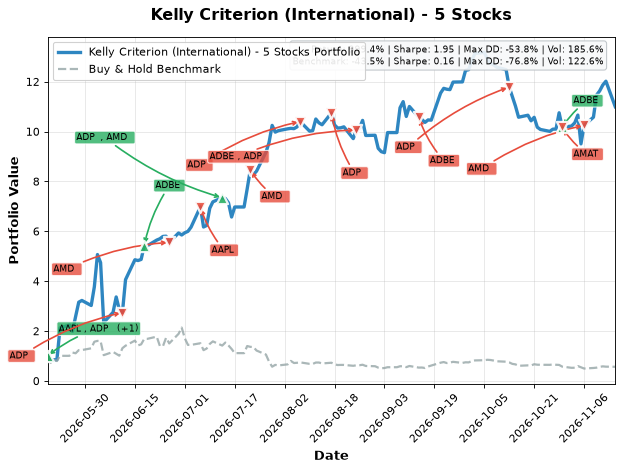 Kelly Criterion (International) - 5 Stocks
Kelly Criterion (International) - 5 Stocks Portfolio
Buy & Hold Benchmark
| Sharpe: 1.95 | Max DD: -53.8% | Vol: 185.6%
| Sharpe: 0.16 | Max DD: -76.8% | Vol: 122.6%
Portfolio Value
12
10
8
6
4
2
0
ADBE
ADP , AMD
ADBE , ADP
ADP
ADP
ADBE
AMD
AMAT
ADP
ADBE
AMD
AAPL
AMD
AAPL , ADP (+1)
ADP
2026-05-30
2026-06-15
2026-07-01
2026-07-17
2026-08-02
2026-08-18
2026-09-03
2026-09-19
2026-10-05
2026-10-21
2026-11-06
Date